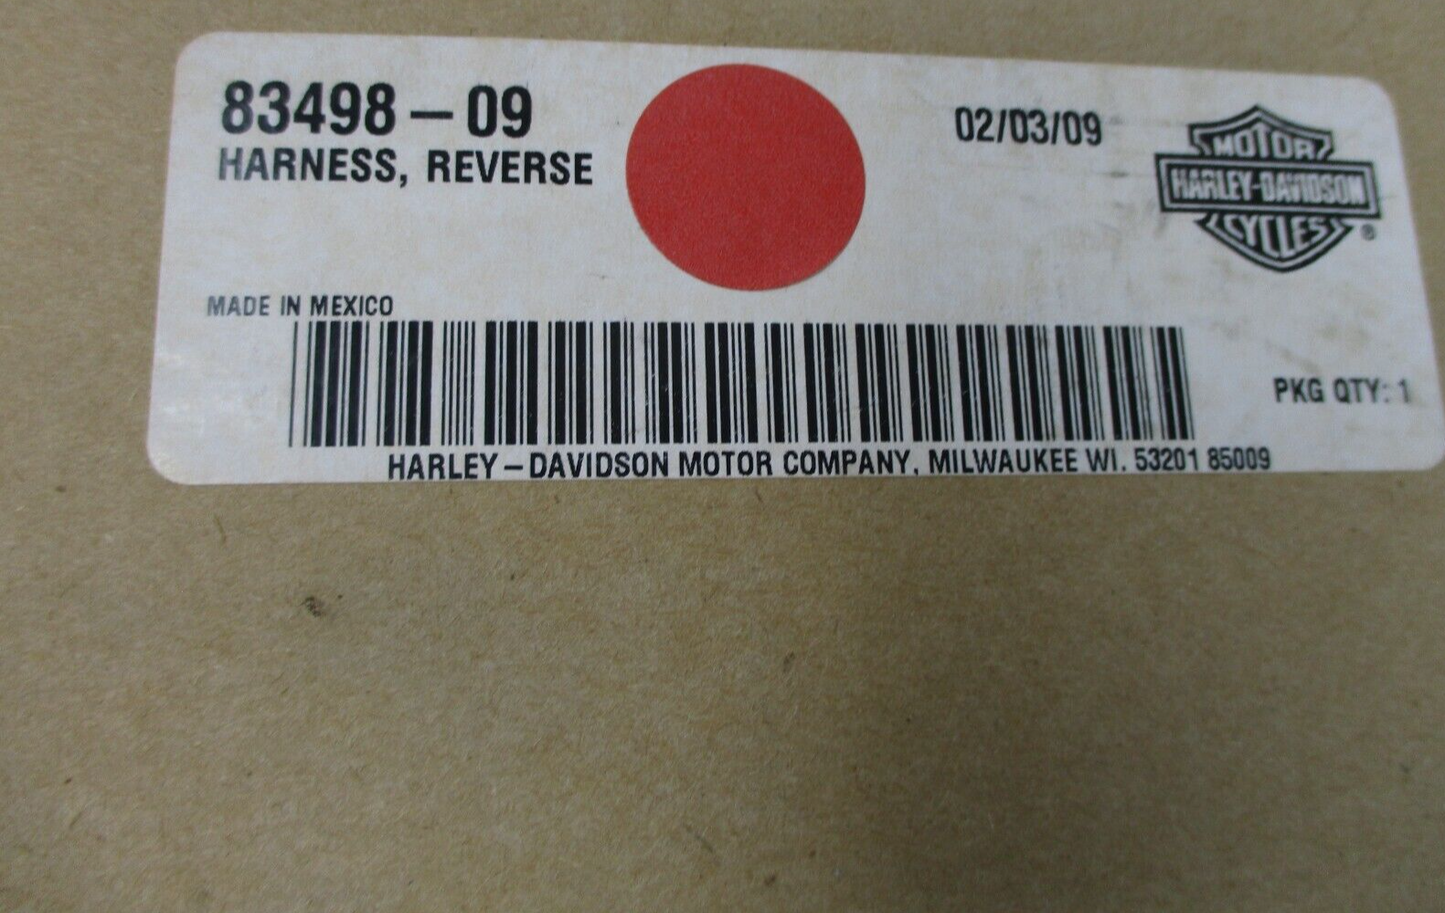 83498-09
HARNESS, REVERSE
02/03/09
MOTOR
HARLEY-DAVIDSON
CYCLES
®
MADE IN MEXICO
PKG QTY: 1
HARLEY-DAVIDSON MOTOR COMPANY, MILWAUKEE WI. 53201 85009